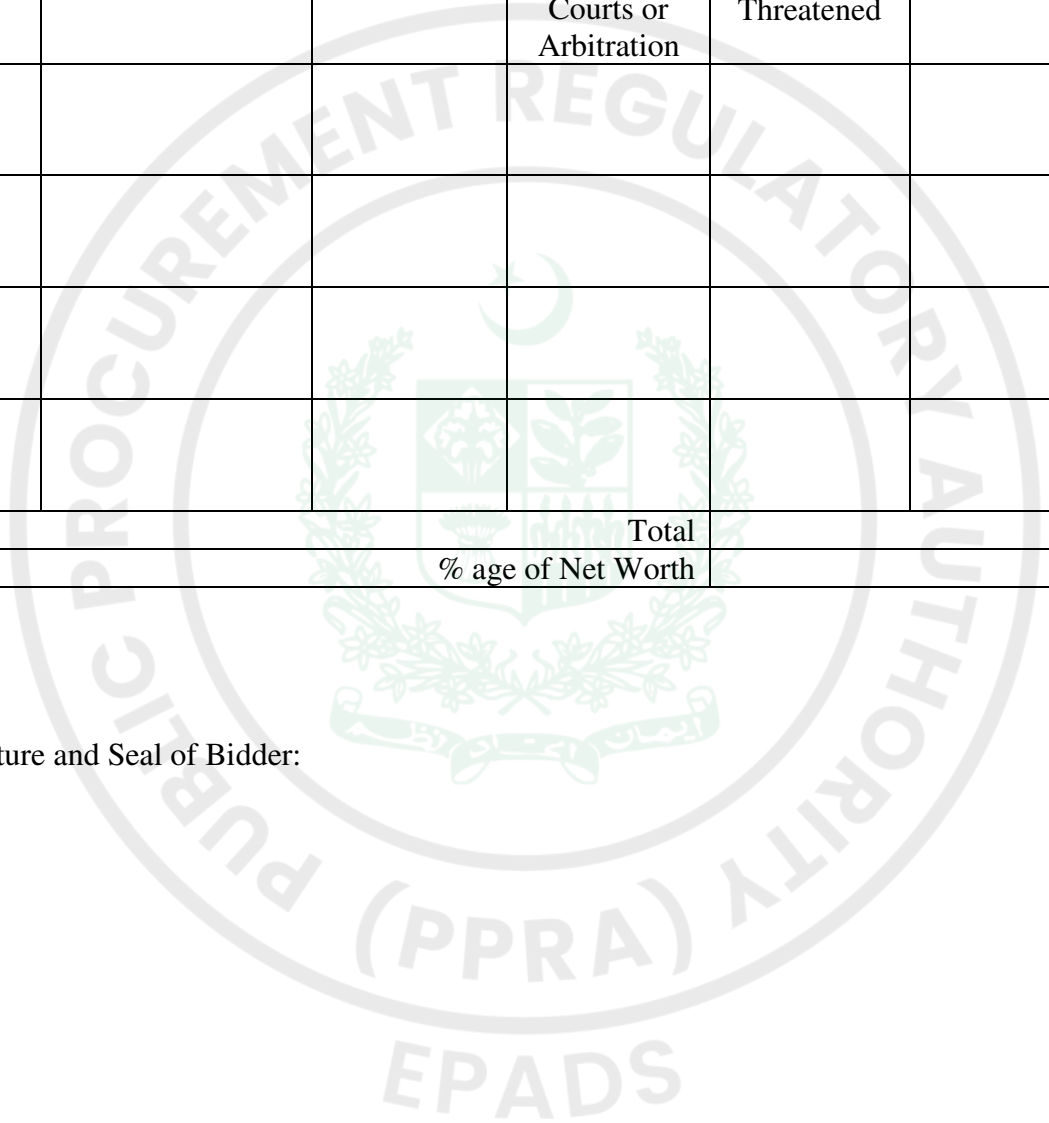 Courts or
Arbitration
Threatened
Total
% age of Net Worth
ture and Seal of Bidder:
PUBLIC PROCUREMENT REGULATORY AUTHORITY
(PPRA)
EPADS